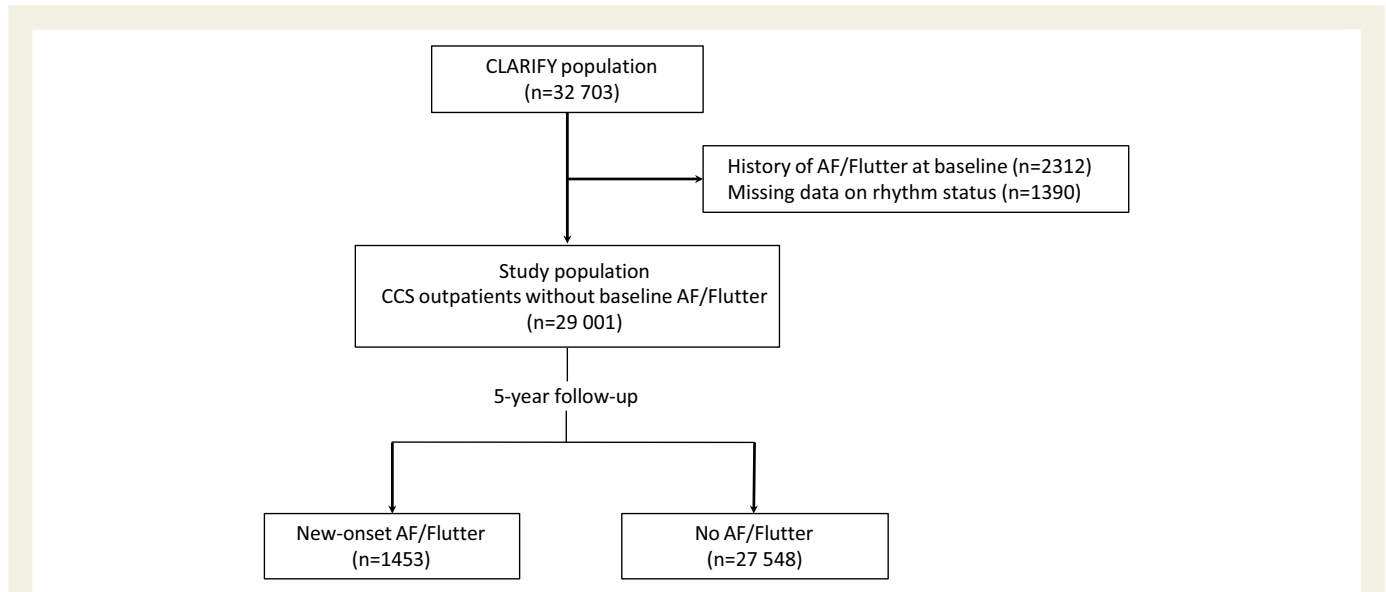 CLARIFY population
(n=32 703)
History of AF/Flutter at baseline (n=2312)
Missing data on rhythm status (n=1390)
Study population
CCS outpatients without baseline AF/Flutter
(n=29 001)
5-year follow-up
New-onset AF/Flutter
(n=1453)
No AF/Flutter
(n=27 548)